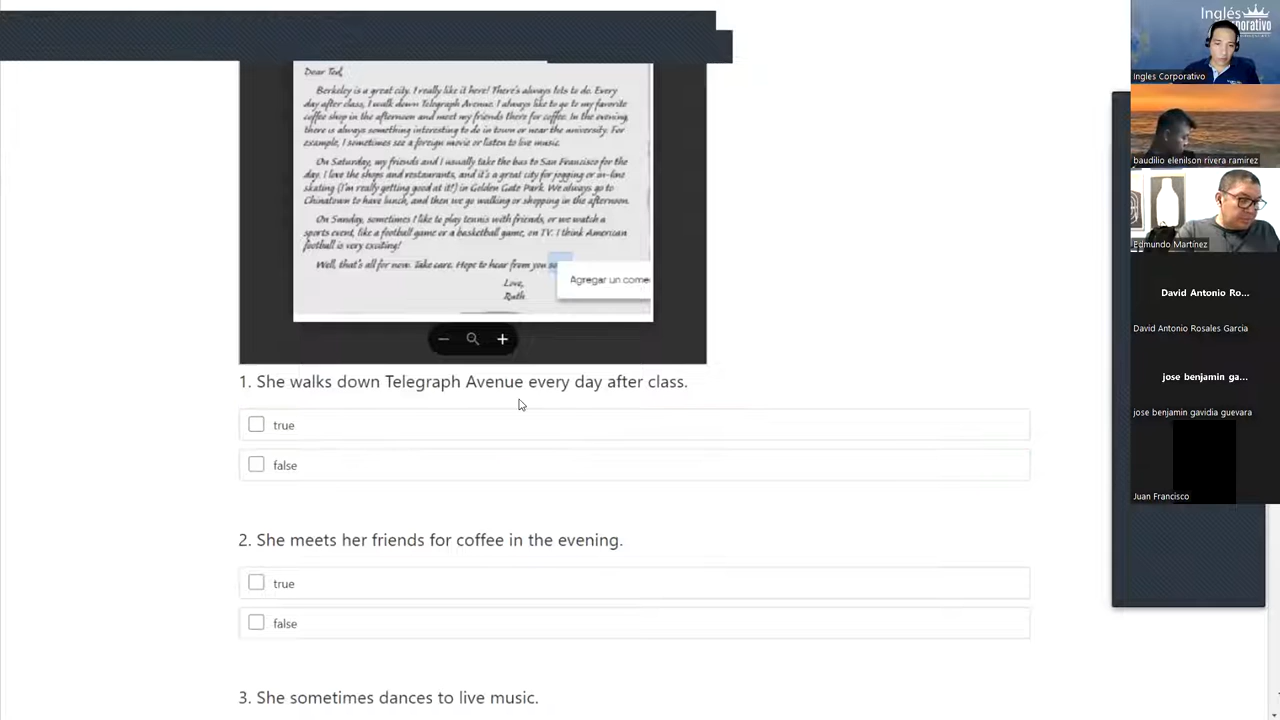 Inglés
Corporativo
Ingles Corporativo
Dear Ted,
Berkeley is a great city. I really like it here! There's always lots to do. Every
day after class, I walk down Telegraph Avenue. I always like to go to my favorite
coffee shop in the afternoon and meet my friends there for coffee. In the evening,
there is always something interesting to do in town or near the university. For
example, I sometimes see a foreign movie or listen to live music.
On Saturday, my friends and I usually take the bus to San Francisco for the
day. I love the shops and restaurants, and it's a great city for jogging or in-line
skating (I'm really getting good at it!) in Golden Gate Park. We always go to
Chinatown to have lunch, and then we go walking or shopping in the afternoon.
On Sunday, sometimes I like to play tennis with friends, or we watch a
sports event, like a football game or a basketball game, on TV. I think American
football is very exciting!
Well, that's all for now. Take care. Hope to hear from you so
Agregar un come
Love,
Ruth
1. She walks down Telegraph Avenue every day after class.
true
false
2. She meets her friends for coffee in the evening.
true
false
3. She sometimes dances to live music.
baudilio elenilson rivera ramirez
Edmundo Martínez
David Antonio Ro...
David Antonio Rosales Garcia
jose benjamin ga...
jose benjamin gavidia guevara
Juan Francisco